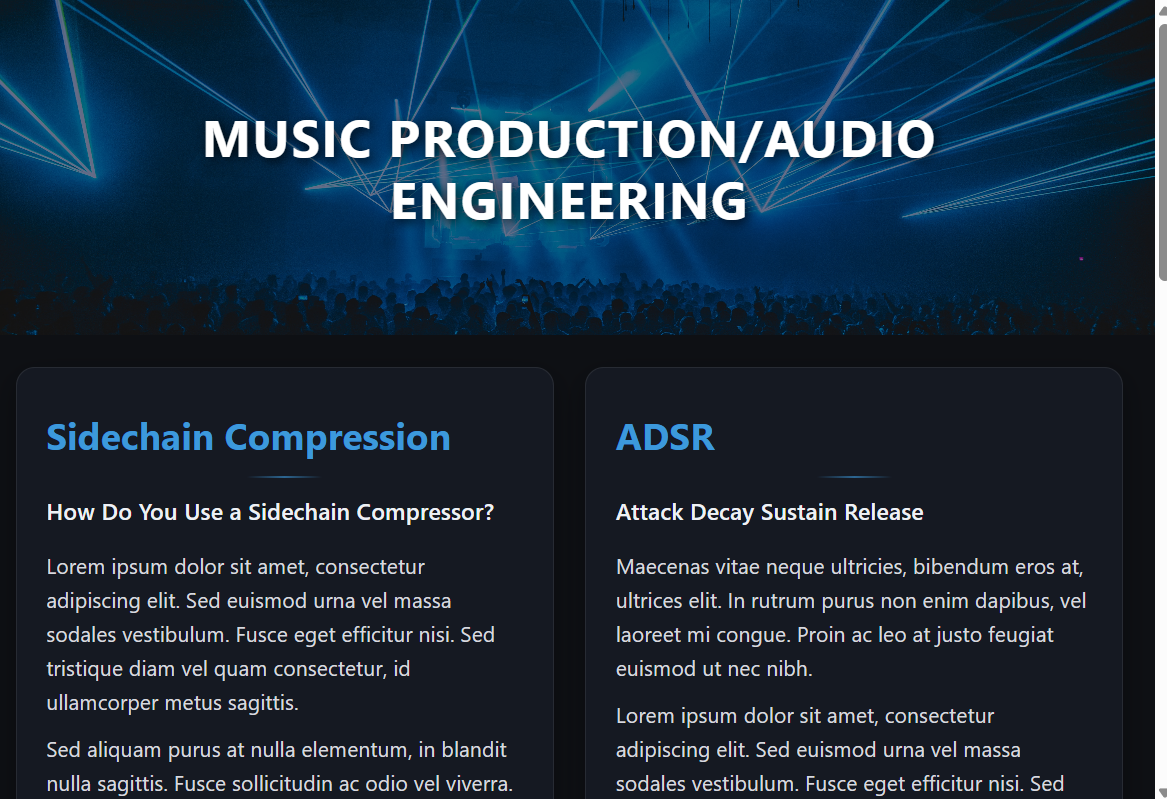 MUSIC PRODUCTION/AUDIO
ENGINEERING
Sidechain Compression
How Do You Use a Sidechain Compressor?
Lorem ipsum dolor sit amet, consectetur
adipiscing elit. Sed euismod urna vel massa
sodales vestibulum. Fusce eget efficitur nisi. Sed
tristique diam vel quam consectetur, id
ullamcorper metus sagittis.
Sed aliquam purus at nulla elementum, in blandit
nulla sagittis. Fusce sollicitudin ac odio vel viverra.
ADSR
Attack Decay Sustain Release
Maecenas vitae neque ultricies, bibendum eros at,
ultrices elit. In rutrum purus non enim dapibus, vel
laoreet mi congue. Proin ac leo at justo feugiat
euismod ut nec nibh.
Lorem ipsum dolor sit amet, consectetur
adipiscing elit. Sed euismod urna vel massa
sodales vestibulum. Fusce eget efficitur nisi. Sed